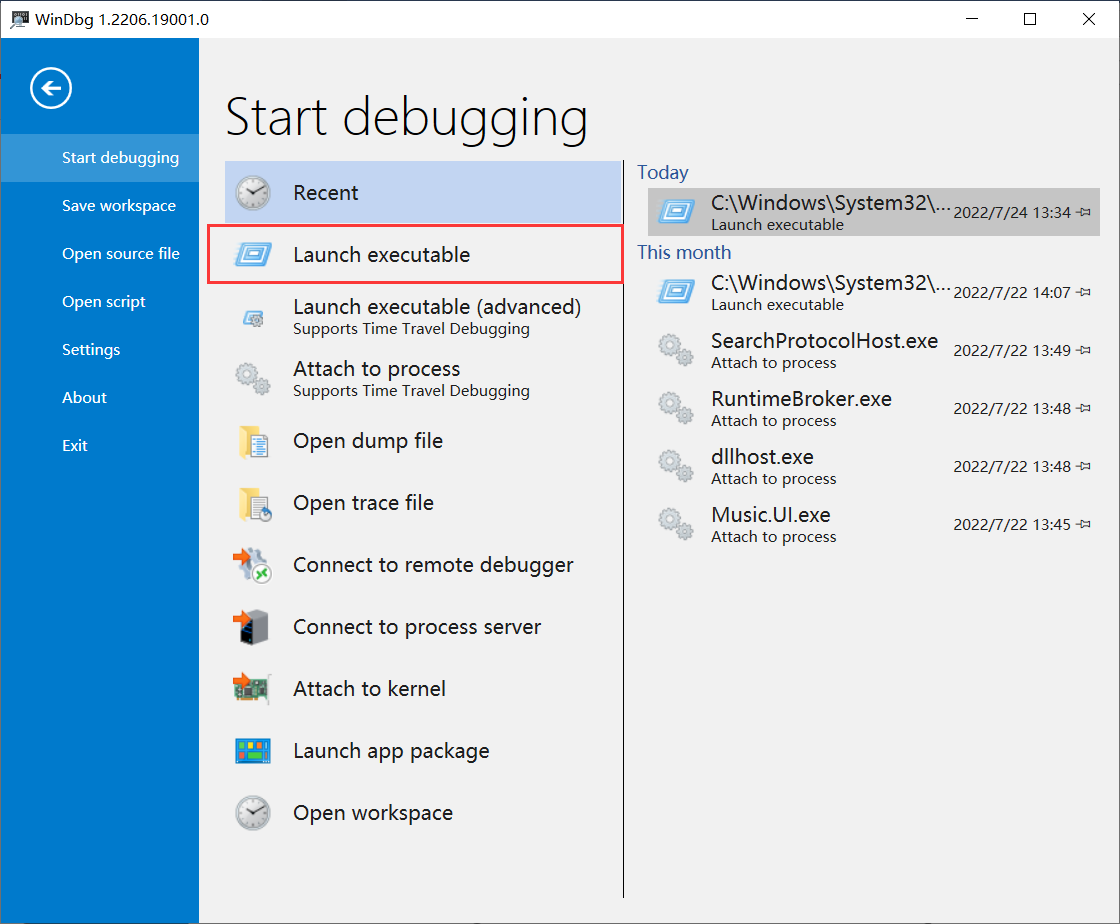 WinDbg 1.2206.19001.0
Start debugging
Save workspace
Open source file
Open script
Settings
About
Exit
Start debugging
Recent
Launch executable
Launch executable (advanced)
Supports Time Travel Debugging
Attach to process
Supports Time Travel Debugging
Open dump file
Open trace file
Connect to remote debugger
Connect to process server
Attach to kernel
Launch app package
Open workspace
Today
C:\Windows\System32\... 2022/7/24 13:34
Launch executable
This month
C:\Windows\System32\... 2022/7/22 14:07
Launch executable
SearchProtocolHost.exe 2022/7/22 13:49
Attach to process
RuntimeBroker.exe 2022/7/22 13:48
Attach to process
dllhost.exe 2022/7/22 13:48
Attach to process
Music.UI.exe 2022/7/22 13:45
Attach to process